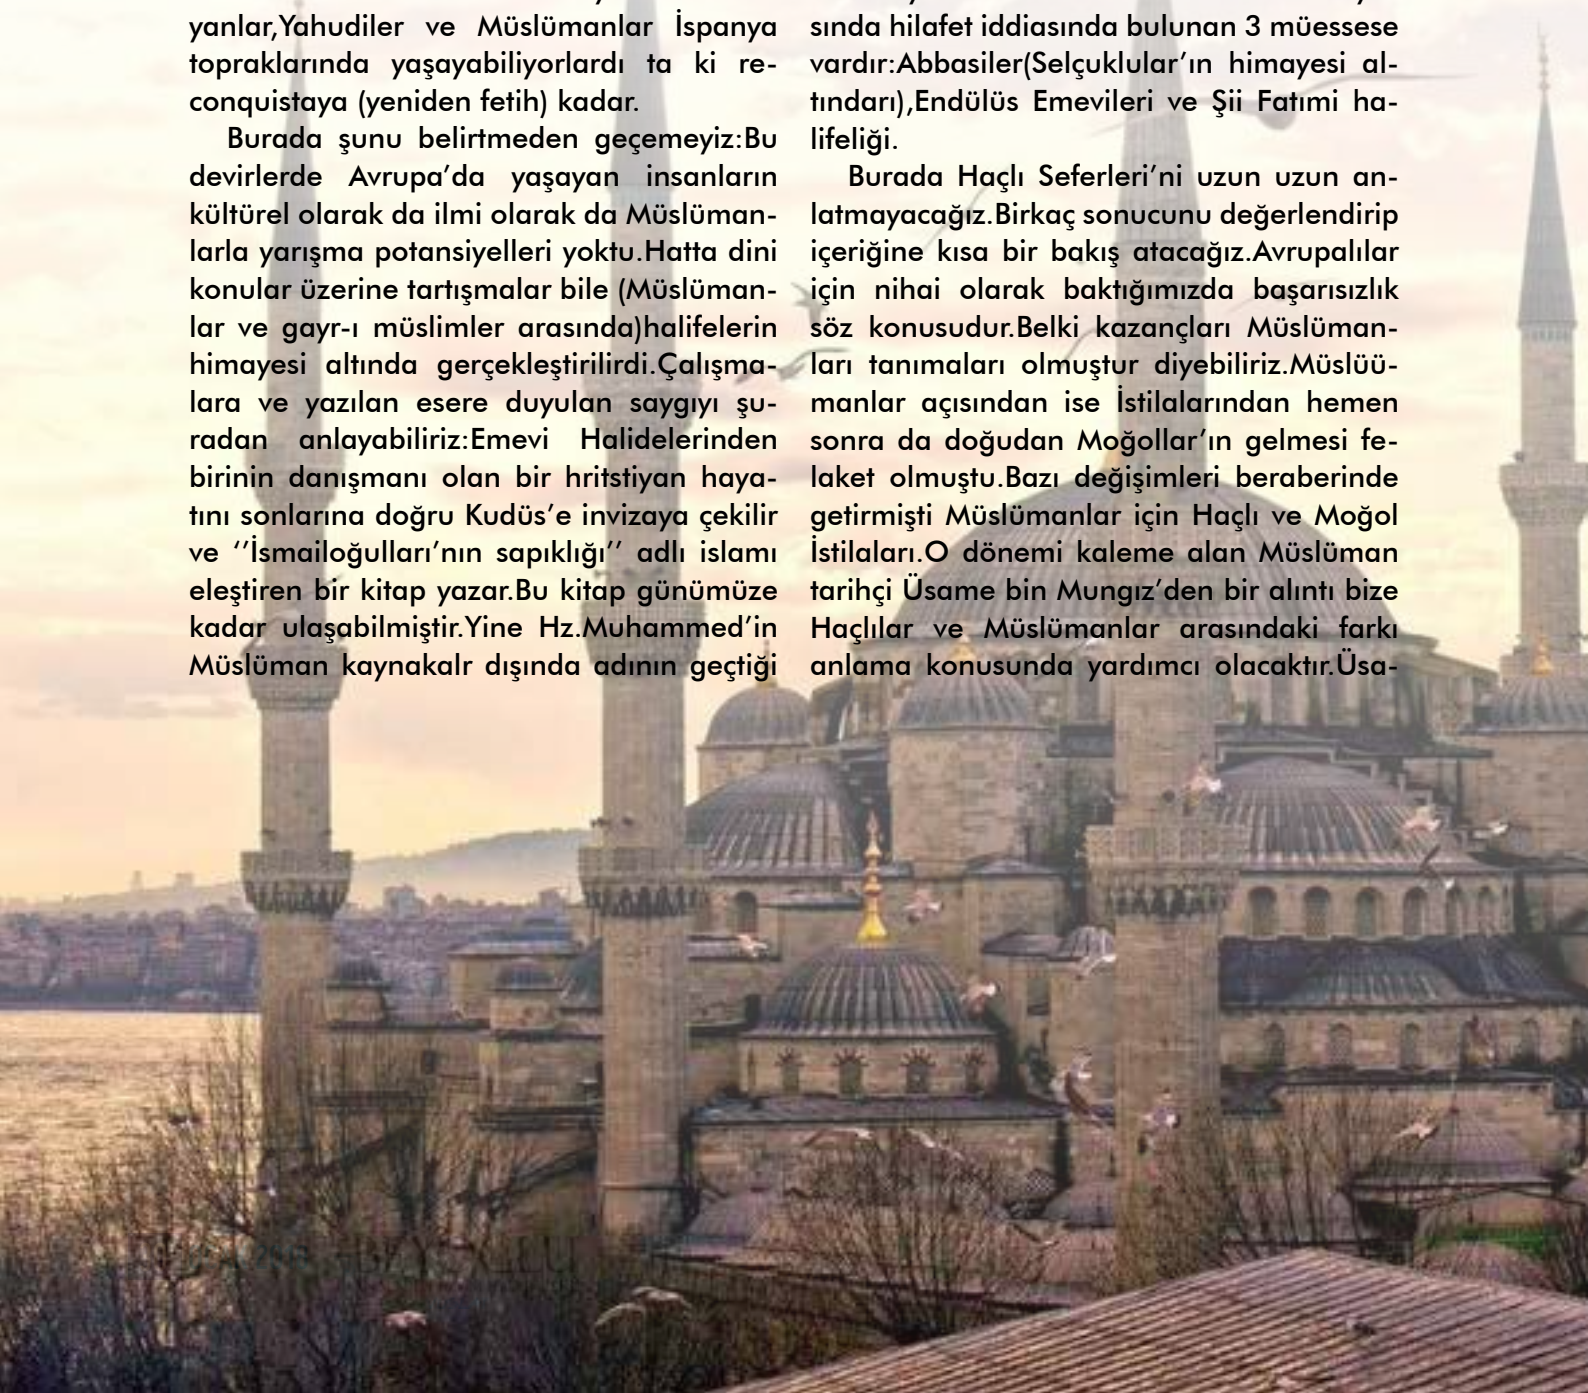 yanlar,Yahudiler ve Müslümanlar İspanya
topraklarında yaşayabiliyorlardı ta ki re-
conquistaya (yeniden fetih) kadar.
Burada şunu belirtmeden geçemeyiz:Bu
devirlerde Avrupa’da yaşayan insanların
kültürel olarak da ilmi olarak da Müslüman-
larla yarışma potansiyelleri yoktu.Hatta dini
konular üzerine tartışmalar bile (Müslüman-
lar ve gayr-ı müslimler arasında)halifelerin
himayesi altında gerçekleştirilirdi.Çalışma-
lara ve yazılan esere duyulan saygıyı şu-
radan anlayabiliriz:Emevi Halidelerinden
birinin danışmanı olan bir hritstiyan haya-
tını sonlarına doğru Kudüs’e invizaya çekilir
ve ‘‘İsmailoğulları’nın sapıklığı’’ adlı islamı
eleştiren bir kitap yazar.Bu kitap günümüze
kadar ulaşabilmiştir.Yine Hz.Muhammed’in
Müslüman kaynakalr dışında adının geçtiği
sında hilafet iddiasında bulunan 3 müessese
vardır:Abbasiler(Selçuklular’ın himayesi al-
tındarı),Endülüs Emevileri ve Şii Fatımi ha-
lifeliği.
Burada Haçlı Seferleri’ni uzun uzun an-
latmayacağız.Birkaç sonucunu değerlendirip
içeriğine kısa bir bakış atacağız.Avrupalılar
için nihai olarak baktığımızda başarısızlık
söz konusudur.Belki kazançları Müslüman-
ları tanımaları olmuştur diyebiliriz.Müslüü-
manlar açısından ise İstilalarından hemen
sonra da doğudan Moğollar’ın gelmesi fe-
laket olmuştu.Bazı değişimleri beraberinde
getirmişti Müslümanlar için Haçlı ve Moğol
İstilaları.O dönemi kaleme alan Müslüman
tarihçi Üsame bin Mungız’den bir alıntı bize
Haçlılar ve Müslümanlar arasındaki farkı
anlama konusunda yardımcı olacaktır.Üsa-